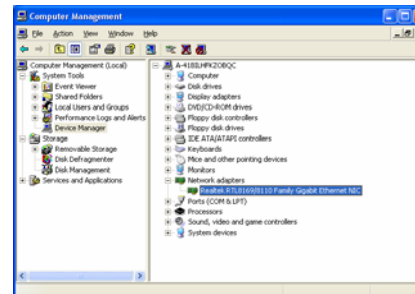 Computer Management
File Action View Window Help
Computer Management (Local)
System Tools
Event Viewer
Shared Folders
Local Users and Groups
Performance Logs and Alerts
Device Manager
Storage
Removable Storage
Disk Defragmenter
Disk Management
Services and Applications
Computer
Disk drives
Display adapters
DVD/CD-ROM drives
Floppy disk controllers
Floppy disk drives
IDE ATA/ATAPI controllers
Keyboards
Mice and other pointing devices
Monitors
Network adapters
Realtek RTL8169/8110 Family Gigabit Ethernet NIC
Ports (COM & LPT)
Processors
Sound, video and game controllers
System devices